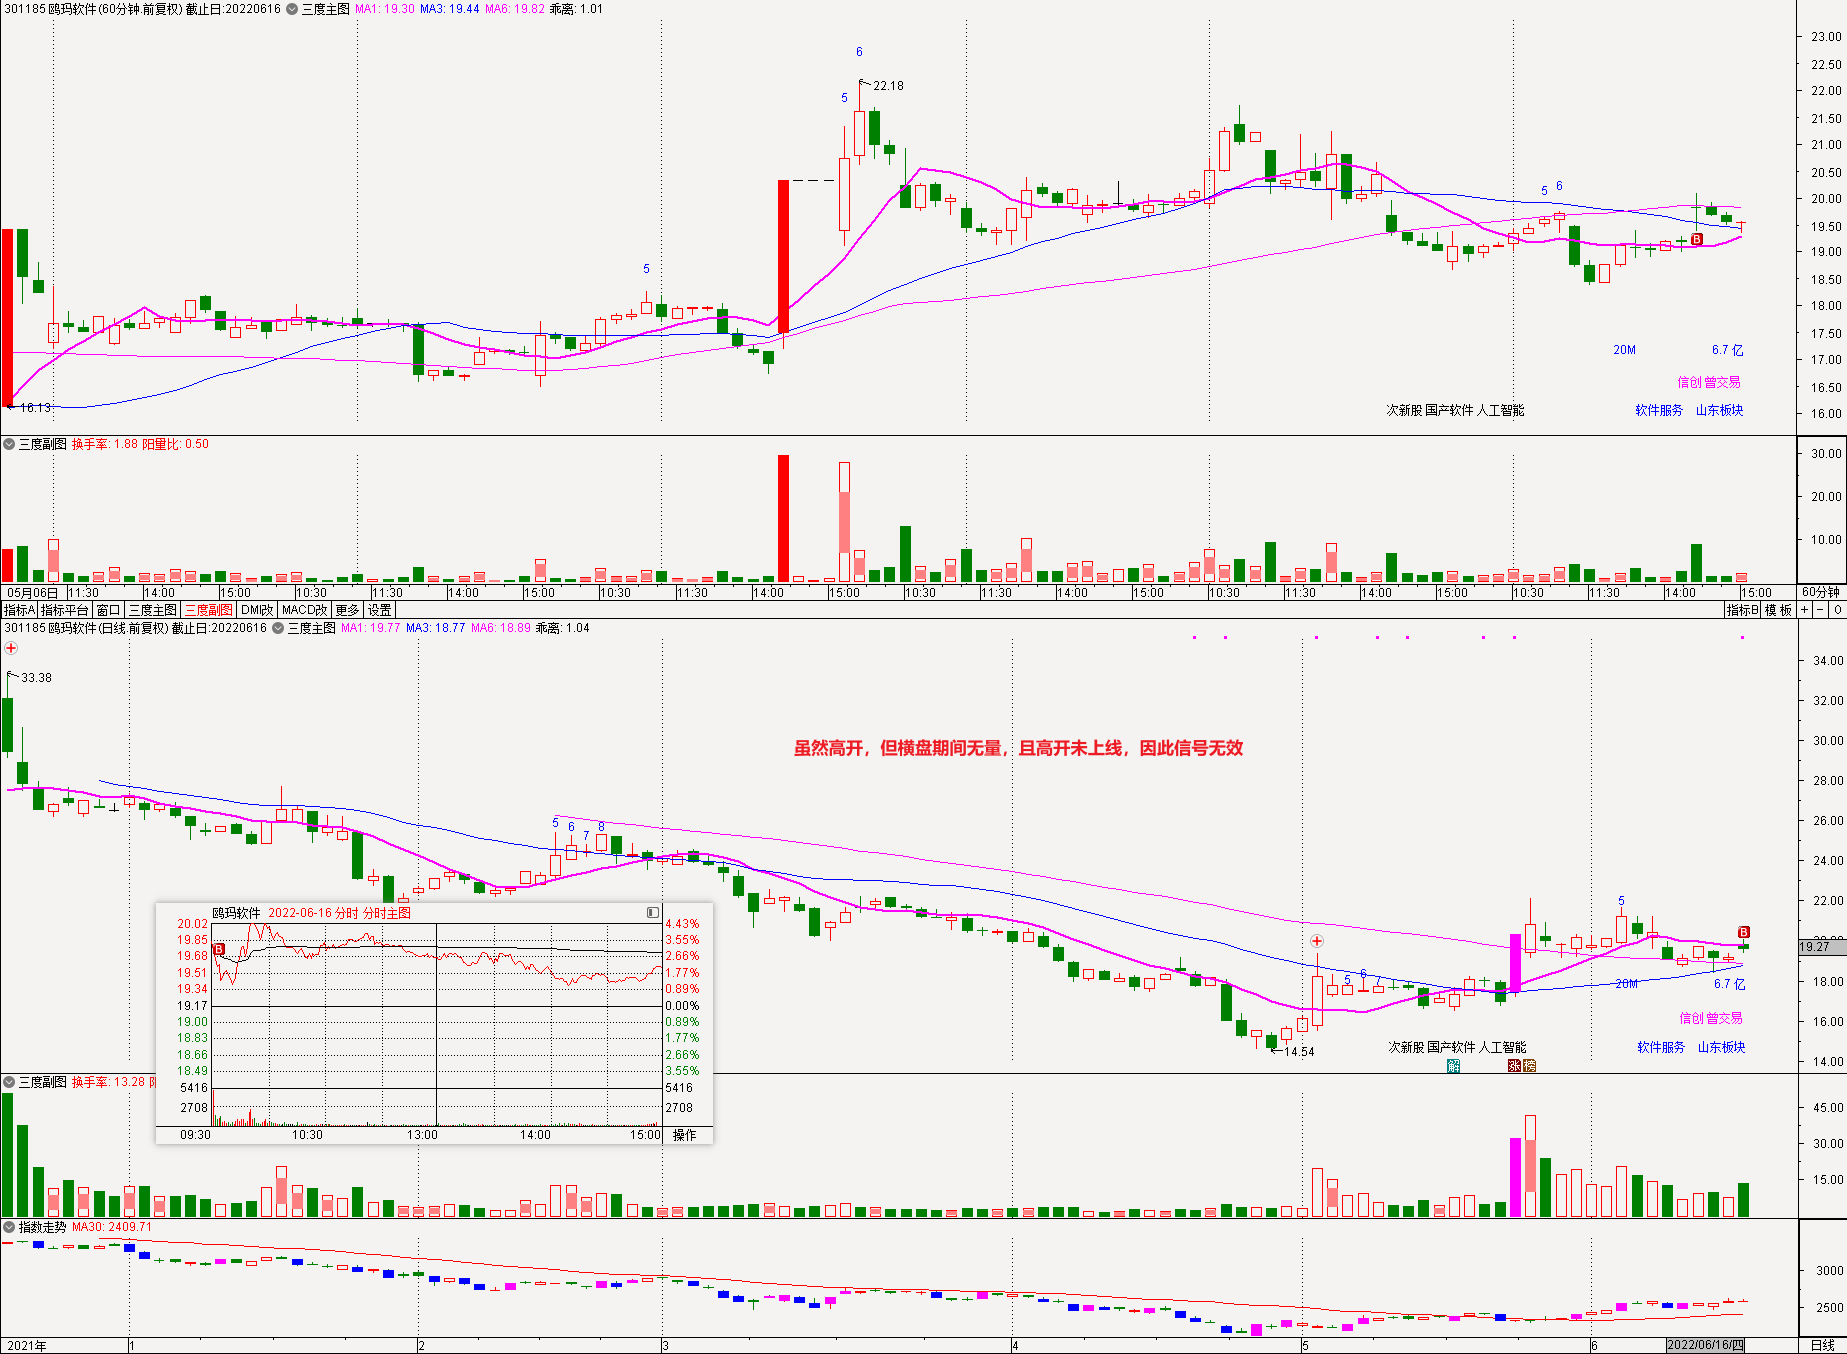 301185 鸥玛软件(60分钟.前复权) 截止日:20220616 三度主图 MA1: 19.30 MA3: 19.44 MA6: 19.82 乖离: 1.01
6
5
22.18
5
5 6
B
16.13
20M 6.7 亿
信创 曾交易
次新股 国产软件 人工智能 软件服务 山东板块
23.00
22.50
22.00
21.50
21.00
20.50
20.00
19.50
19.00
18.50
18.00
17.50
17.00
16.50
16.00
三度副图 换手率: 1.88 阳量比: 0.50
30.00
20.00
10.00
05月06日 11:30 14:00 15:00 10:30 11:30 14:00 15:00 10:30 11:30 14:00 15:00 10:30 11:30 14:00 15:00 10:30 11:30 14:00 15:00 10:30 11:30 14:00 15:00 60分钟
指标A 指标平台 窗口 三度主图 三度副图 DMI改 MACD改 更多 设置 指标B 模 板 + - 0
301185 鸥玛软件(日线.前复权) 截止日:20220616 三度主图 MA1: 19.77 MA3: 18.77 MA6: 18.89 乖离: 1.04
33.38
虽然高开，但横盘期间无量，且高开未上线，因此信号无效
5 6 7 8
5 6 7
5
B
14.54
20M 6.7 亿
信创 曾交易
次新股 国产软件 人工智能 软件服务 山东板块
解 涨 榜
34.00
32.00
30.00
28.00
26.00
24.00
22.00
19.27
18.00
16.00
14.00
鸥玛软件 2022-06-16 分时 分时主图
B
20.02 4.43%
19.85 3.55%
19.68 2.66%
19.51 1.77%
19.34 0.89%
19.17 0.00%
19.00 0.89%
18.83 1.77%
18.66 2.66%
18.49 3.55%
5416 5416
2708 2708
09:30 10:30 13:00 14:00 15:00 操作
三度副图 换手率: 13.28
45.00
30.00
15.00
指数走势 MA30: 2409.71
3000
2500
2021年 1 2 3 4 5 6 2022/06/16/四 日线